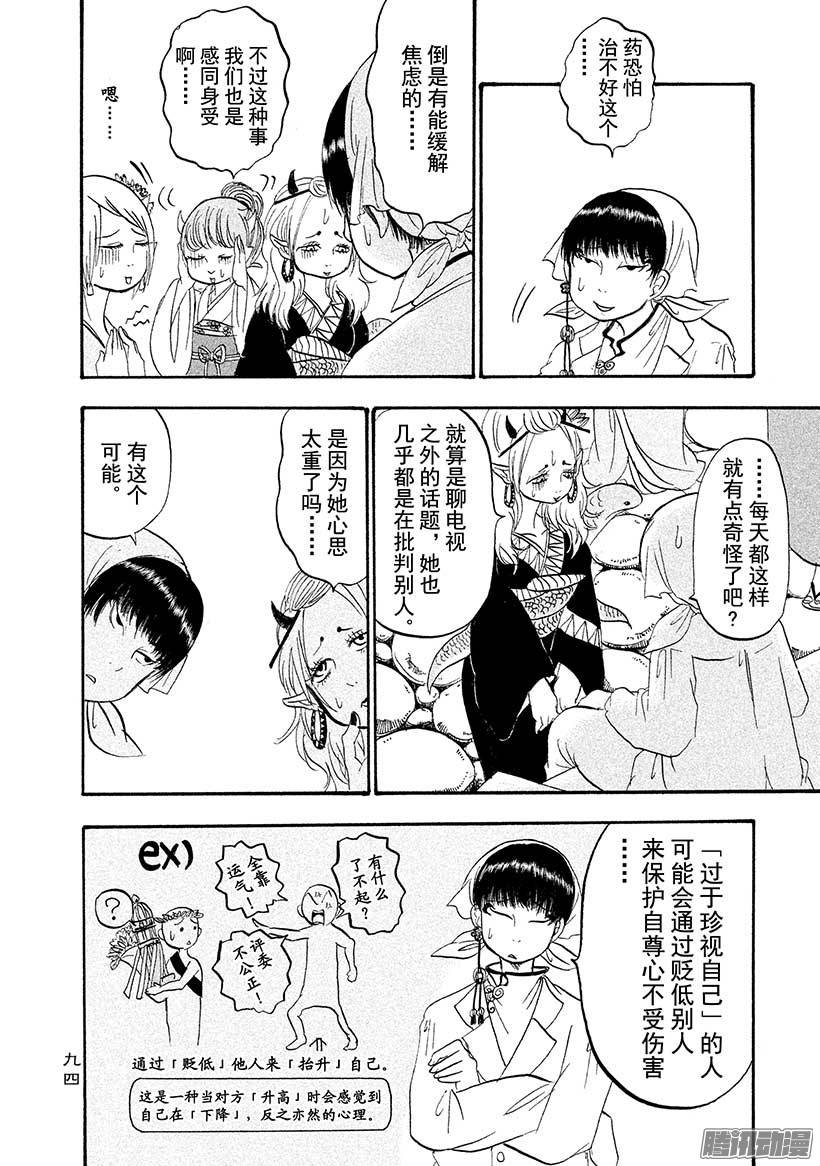 药恐怕
治不好这个
……
倒是有能缓解
焦虑的……
不过这种事
我们也是
感同身受
啊……
嗯……
……每天都这样
就有点奇怪了吧？
就算是聊电视
之外的话题，她也
几乎都是在批判别人。
是因为她心思
太重了吗……
有这个
可能。
「过于珍视自己」的人
可能会通过贬低别人
来保护自尊心不受伤害
……
ex)
有什么
了不起？
全靠
运气！
评委
不公正！
？
通过「贬低」他人来「抬升」自己。
这是一种当对方「升高」时会感觉到
自己在「下降」，反之亦然的心理。
九四
腾讯动漫